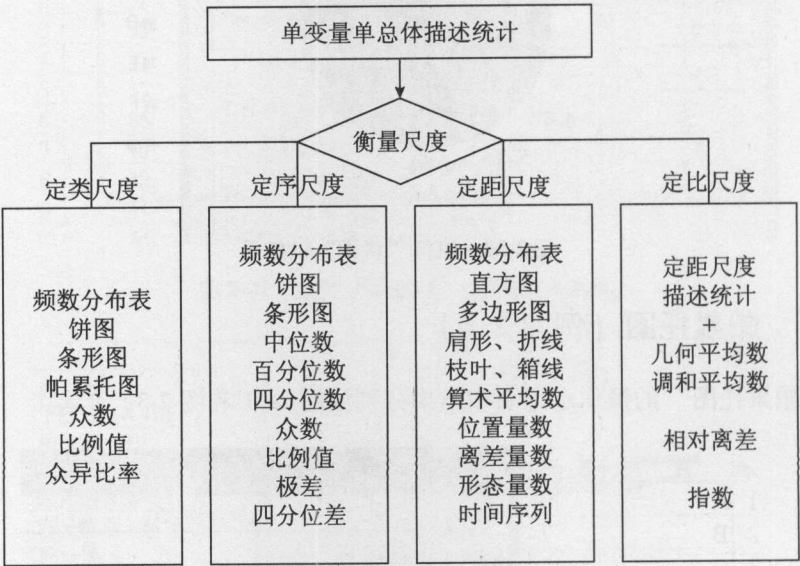 单变量单总体描述统计
衡量尺度
定类尺度
定序尺度
定距尺度
定比尺度
频数分布表
饼图
条形图
帕累托图
众数
比例值
众异比率
频数分布表
饼图
条形图
中位数
百分位数
四分位数
众数
比例值
极差
四分位差
频数分布表
直方图
多边形图
肩形、折线
枝叶、箱线
算术平均数
位置量数
离差量数
形态量数
时间序列
定距尺度
描述统计
+
几何平均数
调和平均数
相对离差
指数